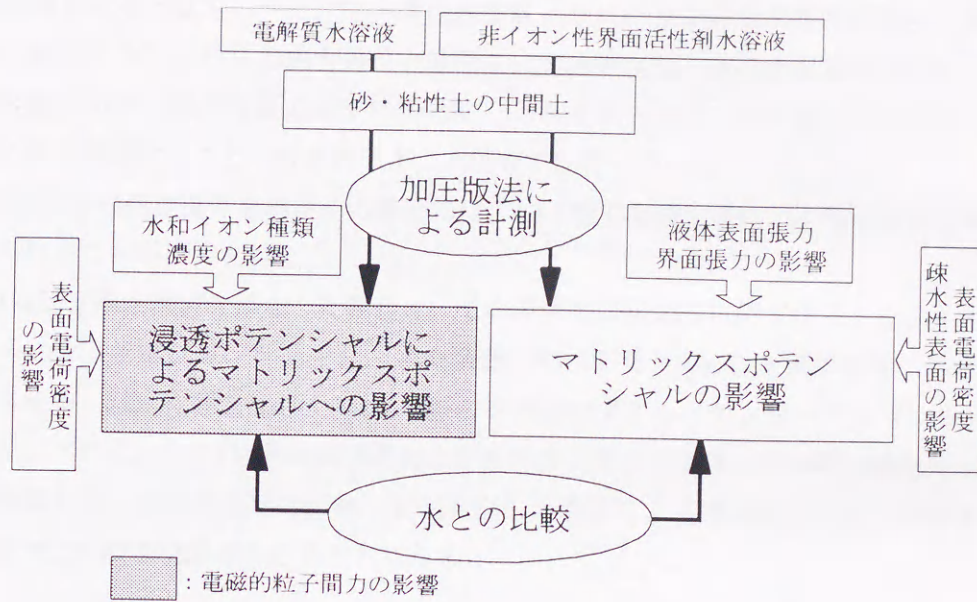 電解質水溶液
非イオン性界面活性剤水溶液
砂・粘性土の中間土
加圧版法に
よる計測
水和イオン種類
濃度の影響
液体表面張力
界面張力の影響
表面電荷密度
の影響
浸透ポテンシャルに
よるマトリックスポ
テンシャルへの影響
マトリックスポテン
シャルの影響
表面電荷密度
疎水性表面の影響
水との比較
：電磁的粒子間力の影響